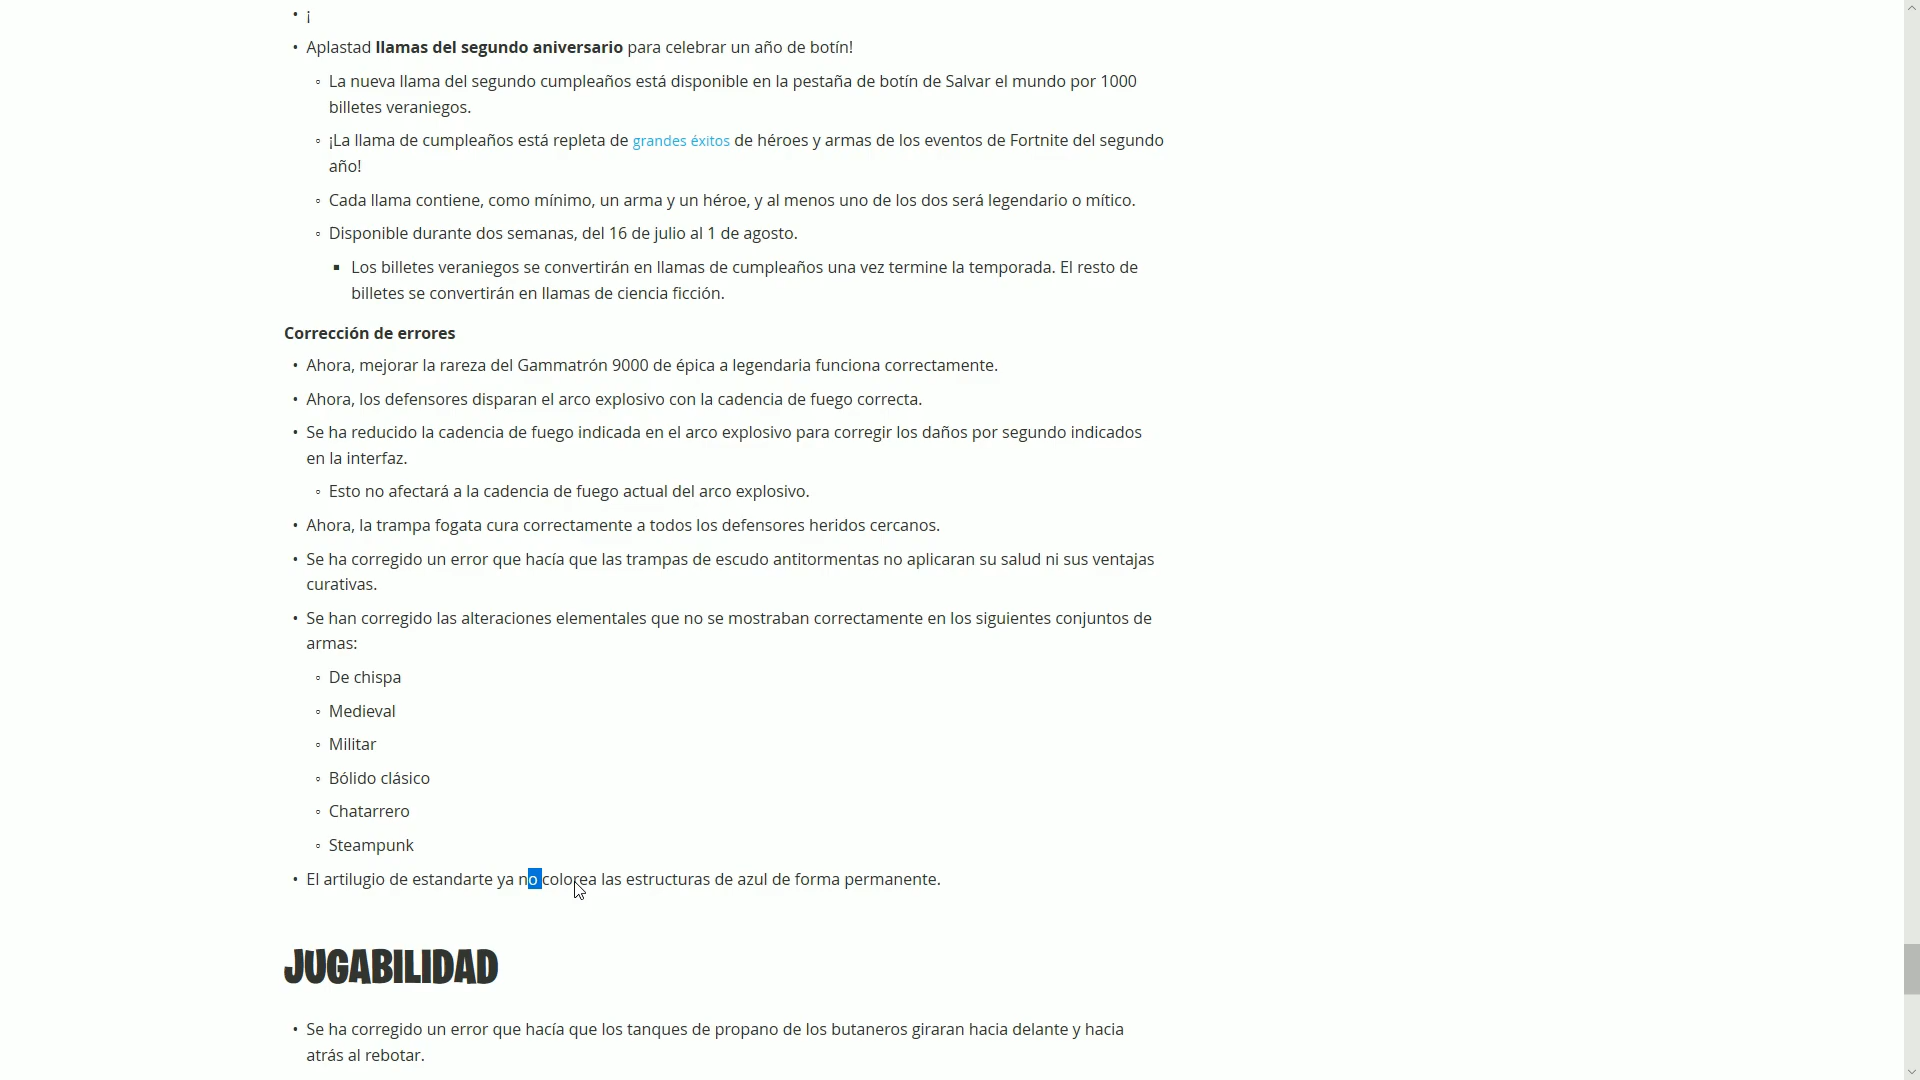 ¡
Aplastad llamas del segundo aniversario para celebrar un año de botín!
La nueva llama del segundo cumpleaños está disponible en la pestaña de botín de Salvar el mundo por 1000
billetes veraniegos.
¡La llama de cumpleaños está repleta de grandes éxitos de héroes y armas de los eventos de Fortnite del segundo
año!
Cada llama contiene, como mínimo, un arma y un héroe, y al menos uno de los dos será legendario o mítico.
Disponible durante dos semanas, del 16 de julio al 1 de agosto.
Los billetes veraniegos se convertirán en llamas de cumpleaños una vez termine la temporada. El resto de
billetes se convertirán en llamas de ciencia ficción.
Corrección de errores
Ahora, mejorar la rareza del Gammatrón 9000 de épica a legendaria funciona correctamente.
Ahora, los defensores disparan el arco explosivo con la cadencia de fuego correcta.
Se ha reducido la cadencia de fuego indicada en el arco explosivo para corregir los daños por segundo indicados
en la interfaz.
Esto no afectará a la cadencia de fuego actual del arco explosivo.
Ahora, la trampa fogata cura correctamente a todos los defensores heridos cercanos.
Se ha corregido un error que hacía que las trampas de escudo antitormentas no aplicaran su salud ni sus ventajas
curativas.
Se han corregido las alteraciones elementales que no se mostraban correctamente en los siguientes conjuntos de
armas:
De chispa
Medieval
Militar
Bólido clásico
Chatarrero
Steampunk
El artilugio de estandarte ya no colorea las estructuras de azul de forma permanente.
JUGABILIDAD
Se ha corregido un error que hacía que los tanques de propano de los butaneros giraran hacia delante y hacia
atrás al rebotar.